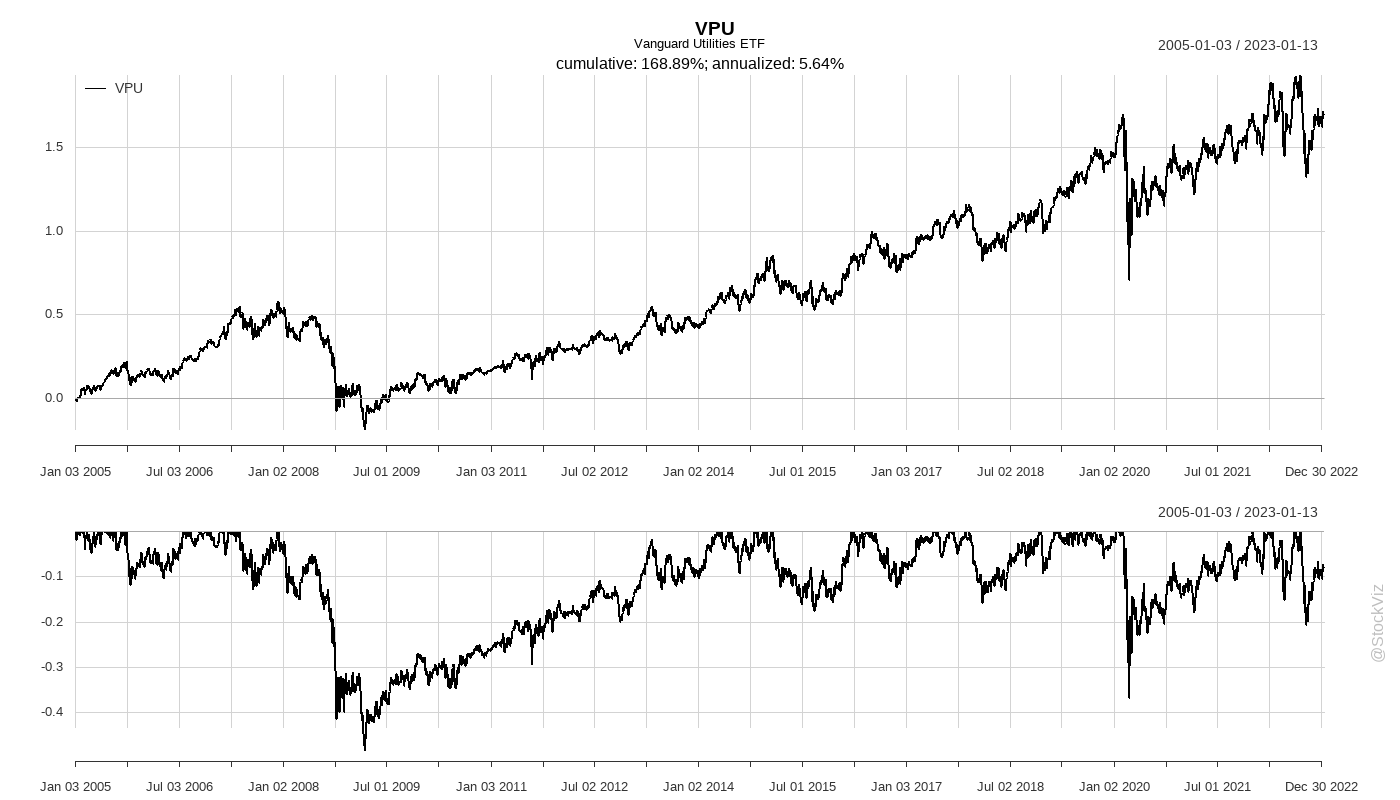 VPU
Vanguard Utilities ETF
cumulative: 168.89%; annualized: 5.64%
2005-01-03 / 2023-01-13
VPU
1.5
1.0
0.5
0.0
Jan 03 2005 Jul 03 2006 Jan 02 2008 Jul 01 2009 Jan 03 2011 Jul 02 2012 Jan 02 2014 Jul 01 2015 Jan 03 2017 Jul 02 2018 Jan 02 2020 Jul 01 2021 Dec 30 2022
2005-01-03 / 2023-01-13
-0.1
-0.2
-0.3
-0.4
Jan 03 2005 Jul 03 2006 Jan 02 2008 Jul 01 2009 Jan 03 2011 Jul 02 2012 Jan 02 2014 Jul 01 2015 Jan 03 2017 Jul 02 2018 Jan 02 2020 Jul 01 2021 Dec 30 2022
@StockViz